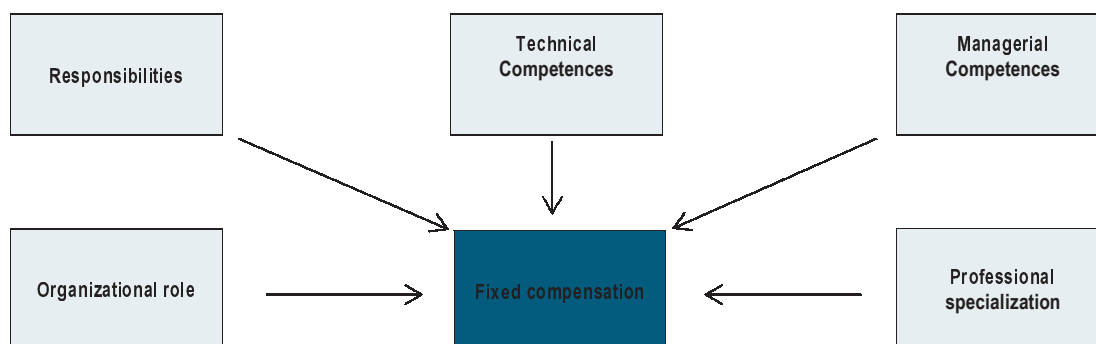 Responsibilities
Technical
Competences
Managerial
Competences
Organizational role
Fixed compensation
Professional
specialization